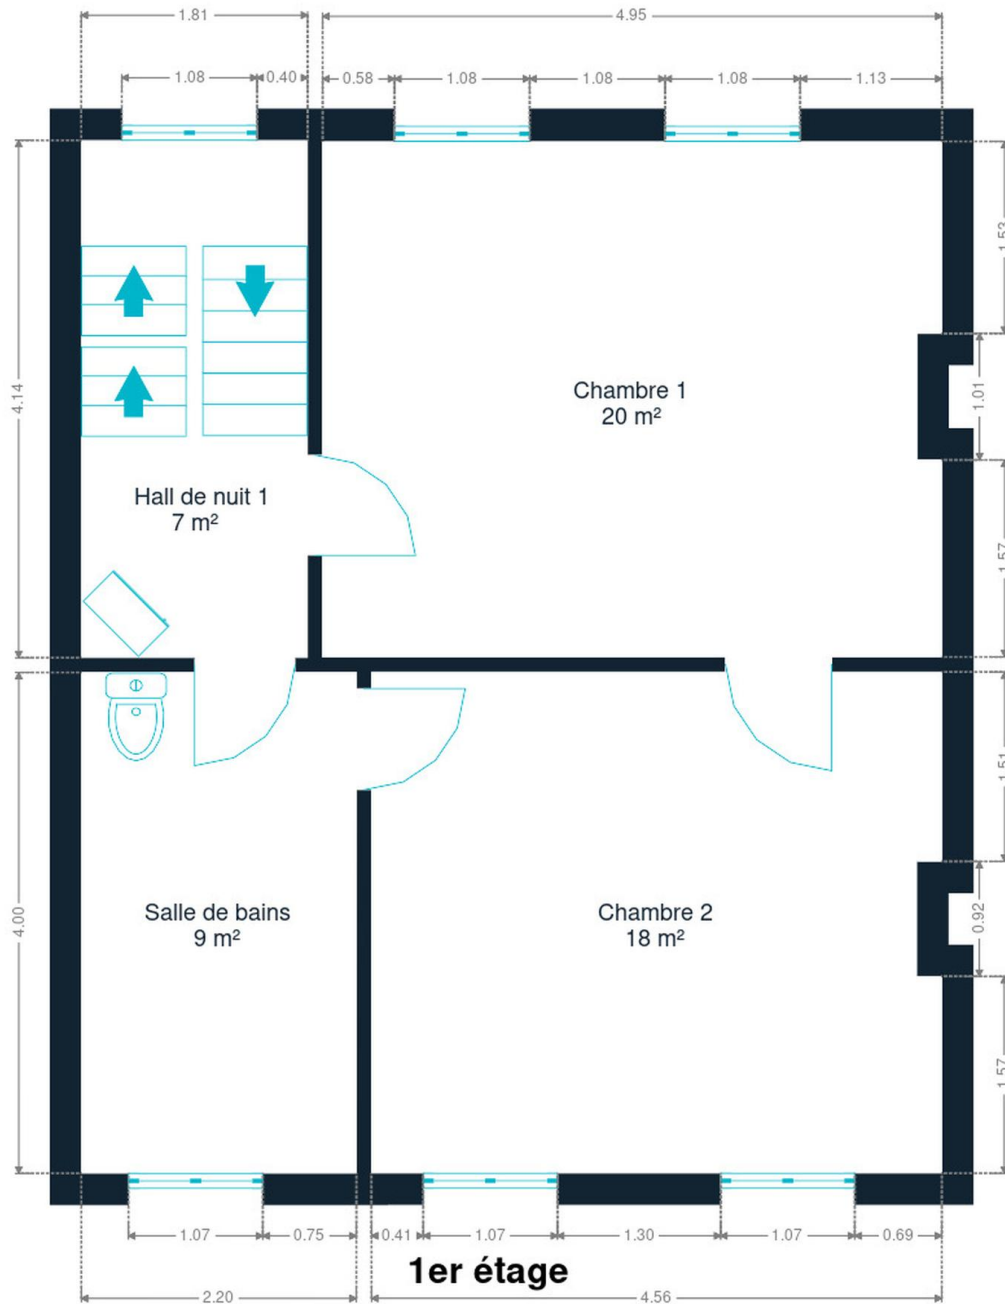 1.81
4.95
1.08
0.40
0.58
1.08
1.08
1.08
1.13
1.53
4.14
1.01
Chambre 1
20 m²
Hall de nuit 1
7 m²
1.57
1.51
4.00
Salle de bains
9 m²
Chambre 2
18 m²
0.92
1.57
1.07
0.75
0.41
1.07
1.30
1.07
0.69
1er étage
2.20
4.56